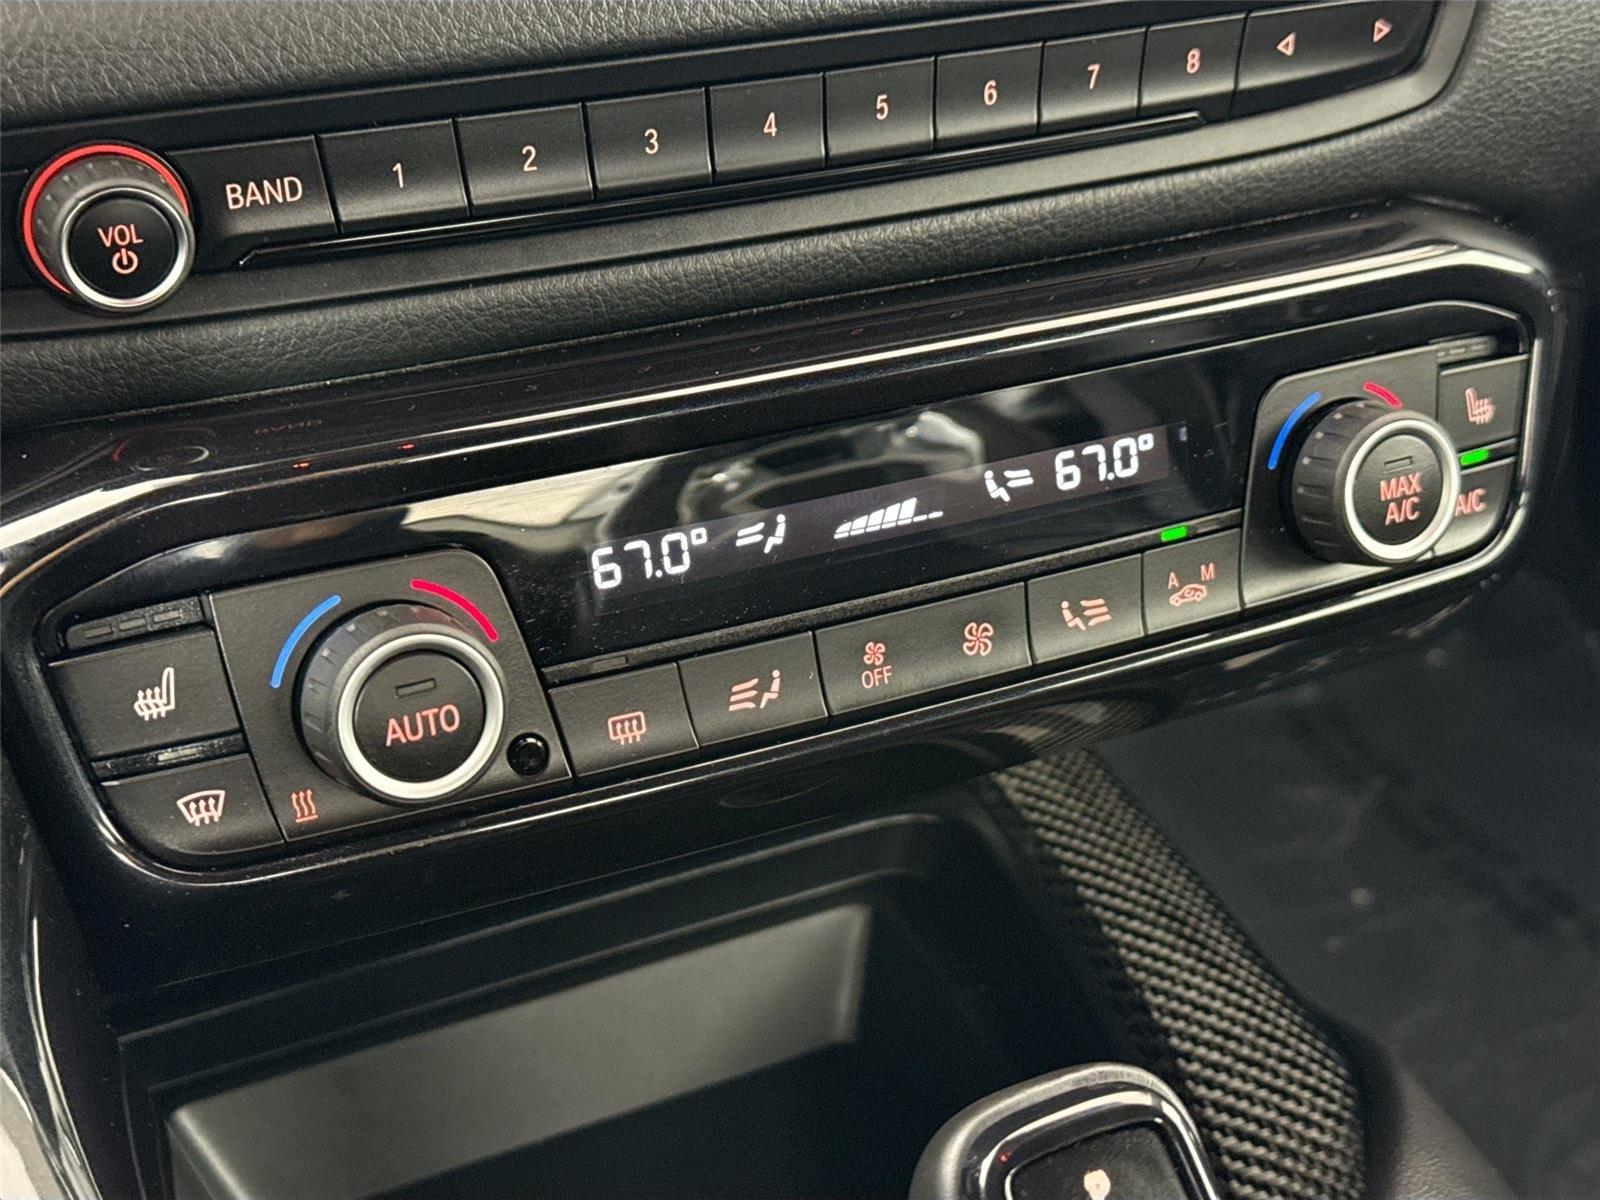 BAND 1 2 3 4 5 6 7 8
VOL
67.0° 67.0°
MAX
A/C
A/C
A M
AUTO
OFF